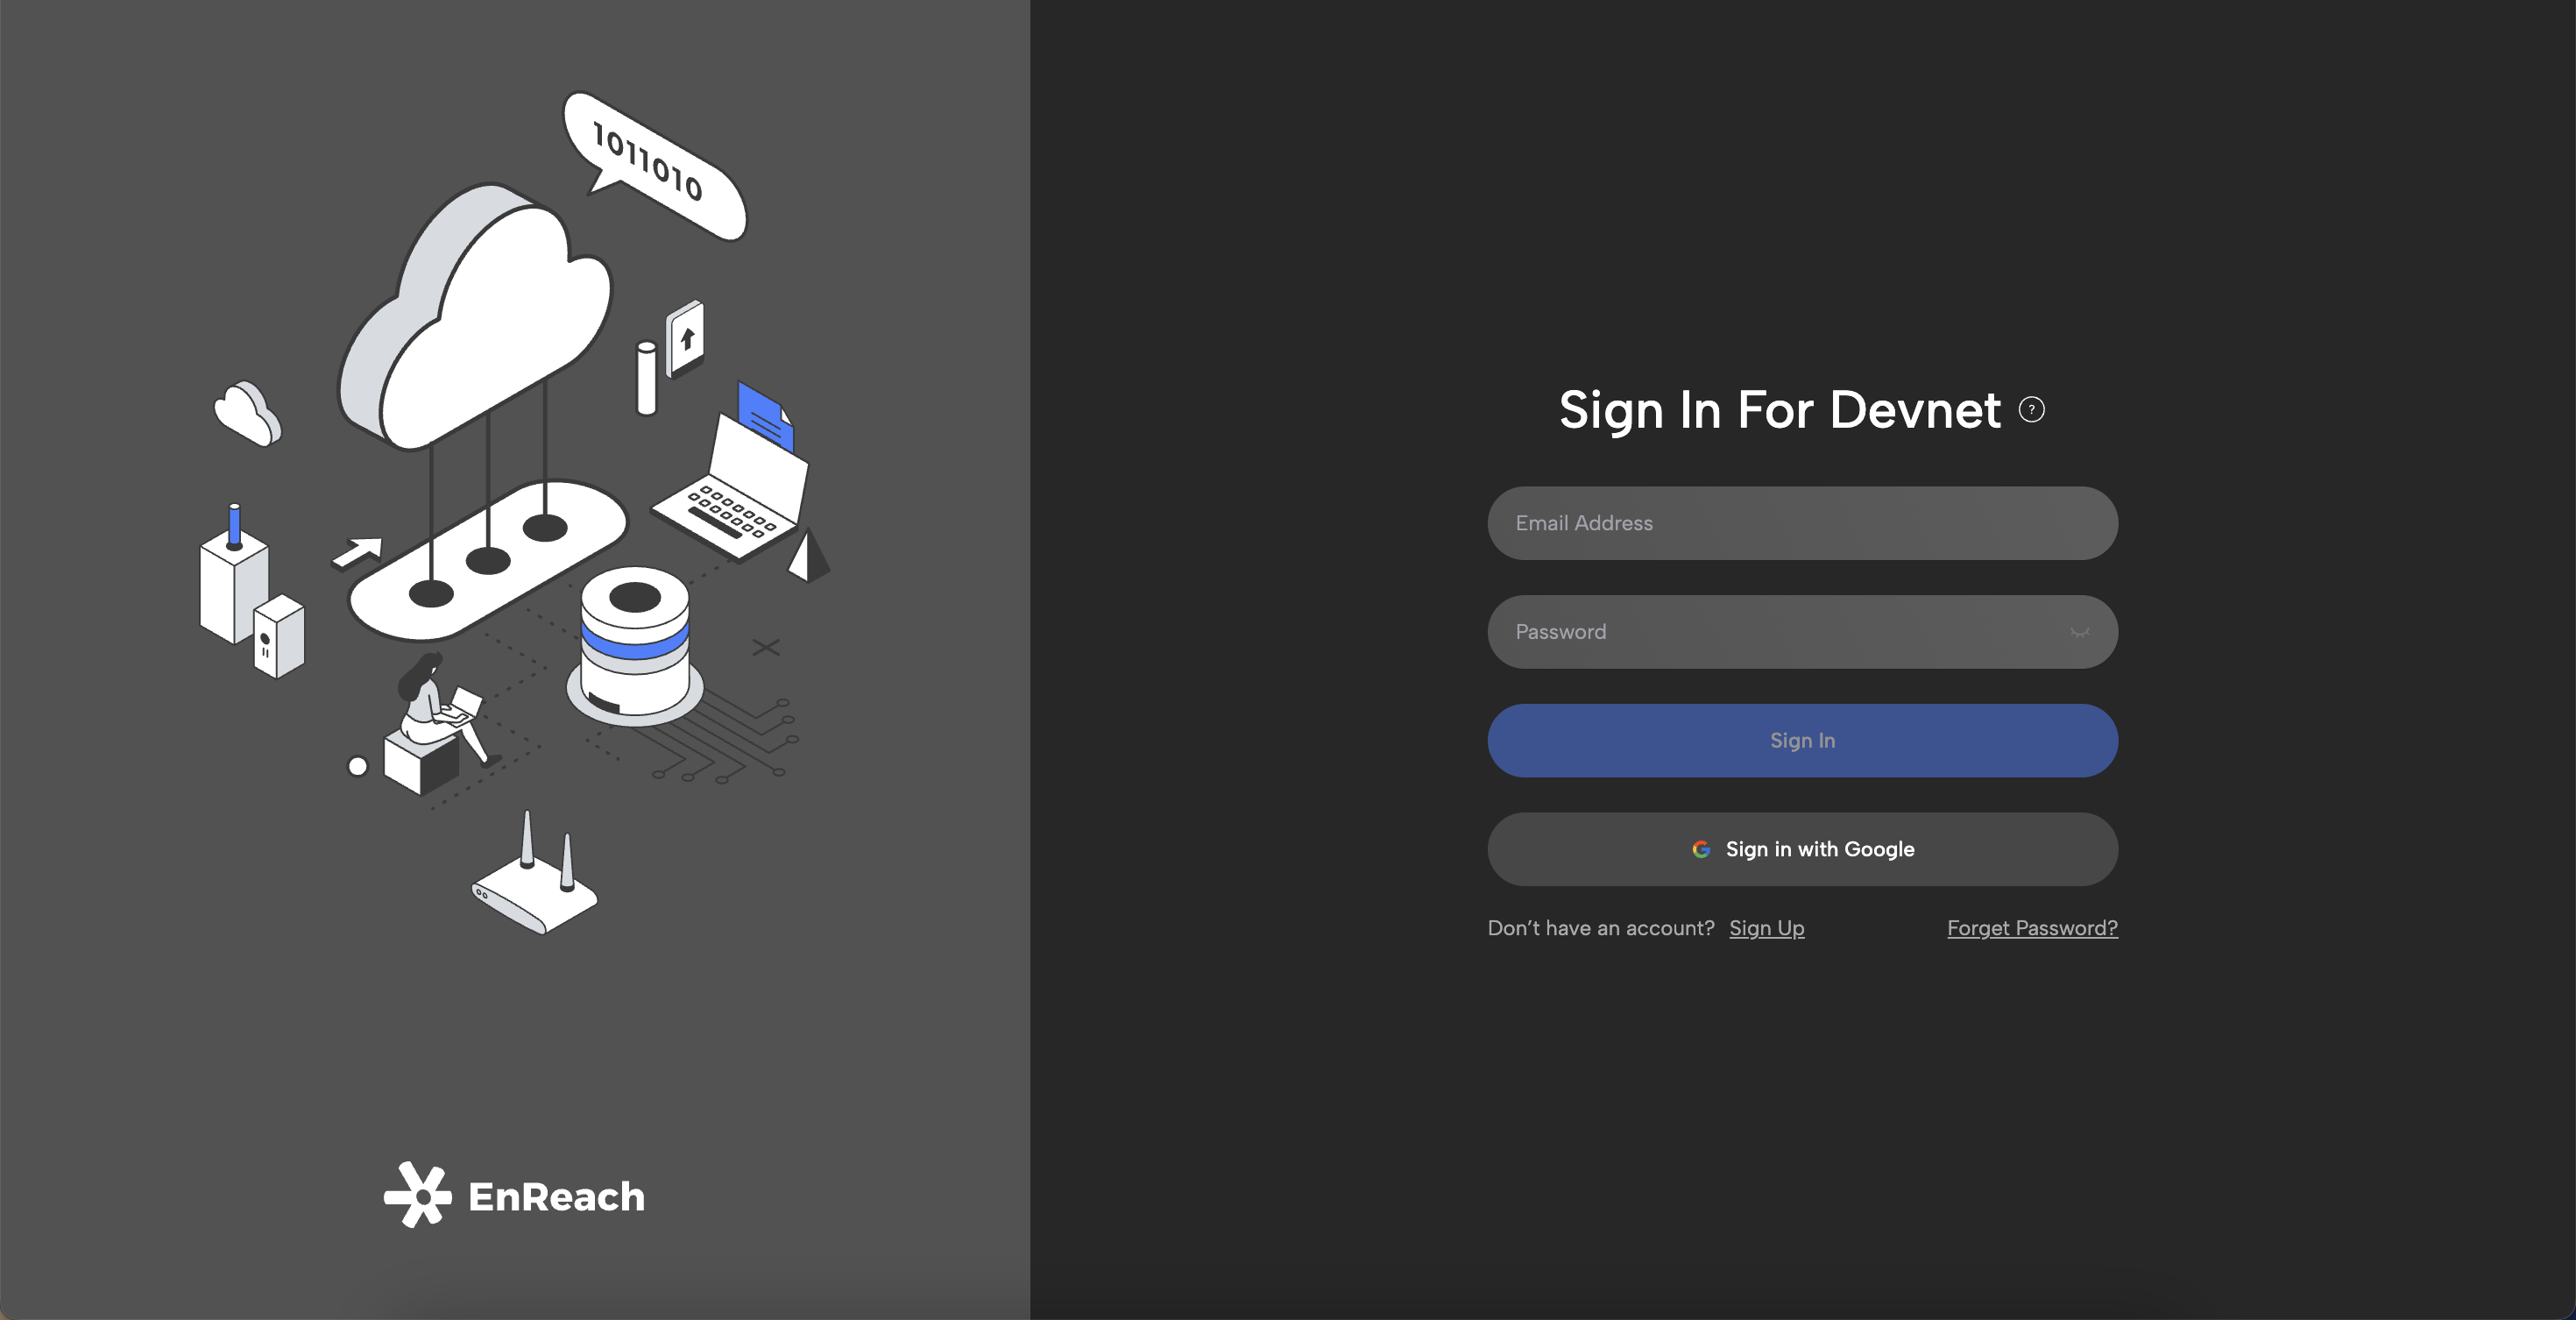 1011010
EnReach
Sign In For Devnet ?
Email Address
Password
Sign In
Sign in with Google
Don’t have an account? Sign Up
Forget Password?